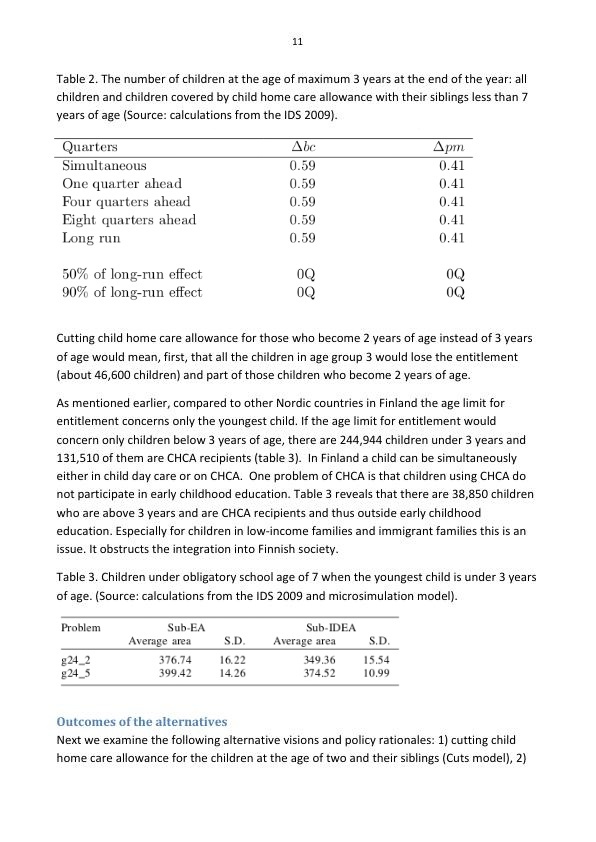 11
Table 2. The number of children at the age of maximum 3 years at the end of the year: all
children and children covered by child home care allowance with their siblings less than 7
years of age (Source: calculations from the IDS 2009).
Quarters Δbc Δpm
Simultaneous 0.59 0.41
One quarter ahead 0.59 0.41
Four quarters ahead 0.59 0.41
Eight quarters ahead 0.59 0.41
Long run 0.59 0.41
50% of long-run effect 0Q 0Q
90% of long-run effect 0Q 0Q
Cutting child home care allowance for those who become 2 years of age instead of 3 years
of age would mean, first, that all the children in age group 3 would lose the entitlement
(about 46,600 children) and part of those children who become 2 years of age.
As mentioned earlier, compared to other Nordic countries in Finland the age limit for
entitlement concerns only the youngest child. If the age limit for entitlement would
concern only children below 3 years of age, there are 244,944 children under 3 years and
131,510 of them are CHCA recipients (table 3). In Finland a child can be simultaneously
either in child day care or on CHCA. One problem of CHCA is that children using CHCA do
not participate in early childhood education. Table 3 reveals that there are 38,850 children
who are above 3 years and are CHCA recipients and thus outside early childhood
education. Especially for children in low-income families and immigrant families this is an
issue. It obstructs the integration into Finnish society.
Table 3. Children under obligatory school age of 7 when the youngest child is under 3 years
of age. (Source: calculations from the IDS 2009 and microsimulation model).
Problem Sub-EA Sub-IDEA
Average area S.D. Average area S.D.
g24_2 376.74 16.22 349.36 15.54
g24_5 399.42 14.26 374.52 10.99
Outcomes of the alternatives
Next we examine the following alternative visions and policy rationales: 1) cutting child
home care allowance for the children at the age of two and their siblings (Cuts model), 2)